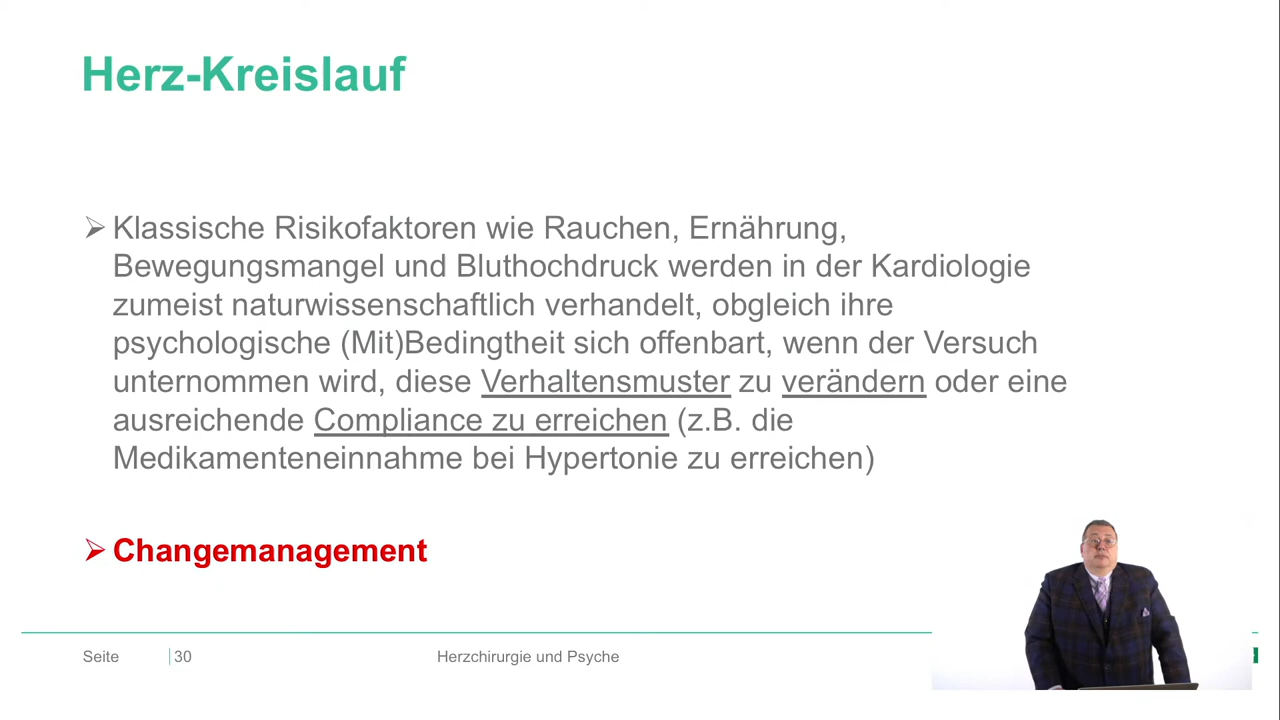 Herz-Kreislauf
Klassische Risikofaktoren wie Rauchen, Ernährung,
Bewegungsmangel und Bluthochdruck werden in der Kardiologie
zumeist naturwissenschaftlich verhandelt, obgleich ihre
psychologische (Mit)Bedingtheit sich offenbart, wenn der Versuch
unternommen wird, diese Verhaltensmuster zu verändern oder eine
ausreichende Compliance zu erreichen (z.B. die
Medikamenteneinnahme bei Hypertonie zu erreichen)
Changemanagement
Seite | 30 Herzchirurgie und Psyche